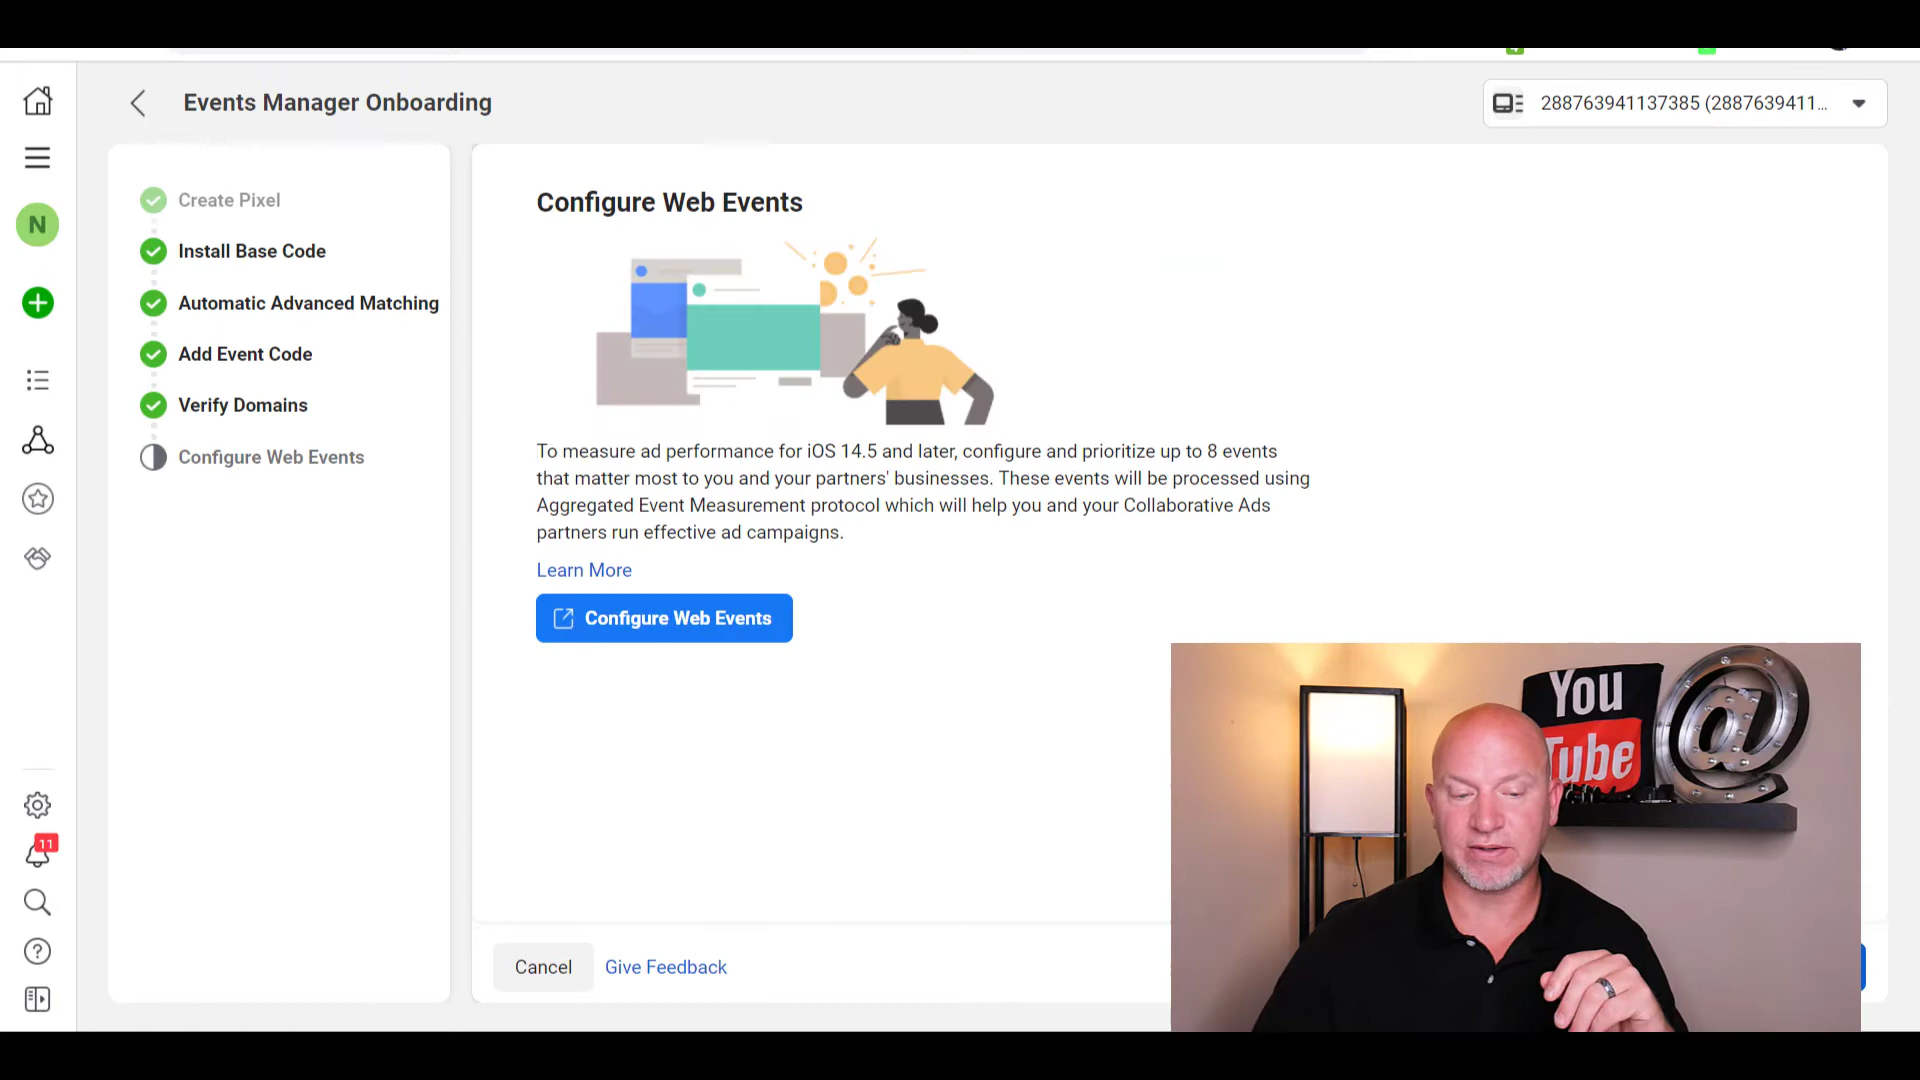 Events Manager Onboarding
288763941137385 (2887639411...
Create Pixel
Install Base Code
Automatic Advanced Matching
Add Event Code
Verify Domains
Configure Web Events
N
11
Configure Web Events
To measure ad performance for iOS 14.5 and later, configure and prioritize up to 8 events
that matter most to you and your partners' businesses. These events will be processed using
Aggregated Event Measurement protocol which will help you and your Collaborative Ads
partners run effective ad campaigns.
Learn More
Configure Web Events
Cancel
Give Feedback
You
Tube
@